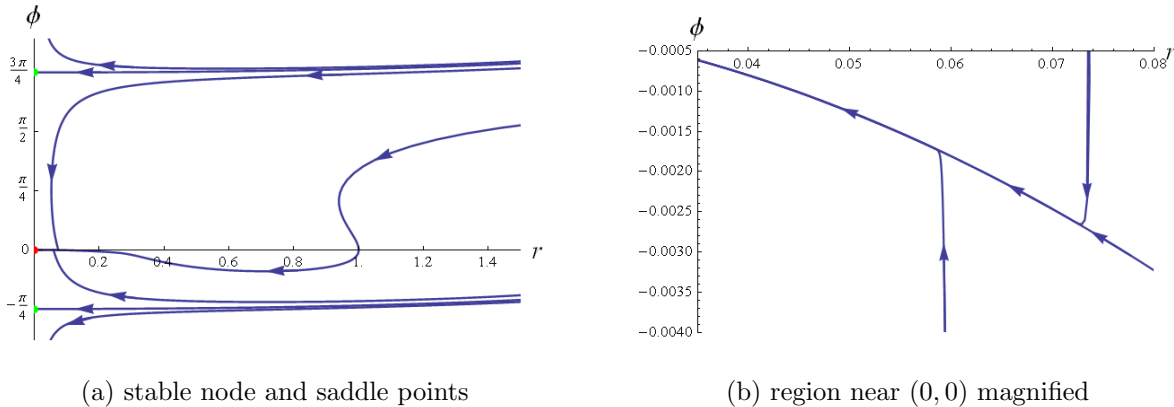 ϕ
3π/4
π/2
π/4
0
-π/4
0.2 0.4 0.6 0.8 1. 1.2 1.4 r
ϕ
-0.0005
-0.0010
-0.0015
-0.0020
-0.0025
-0.0030
-0.0035
-0.0040
0.04 0.05 0.06 0.07 0.08 r
(a) stable node and saddle points
(b) region near (0, 0) magnified